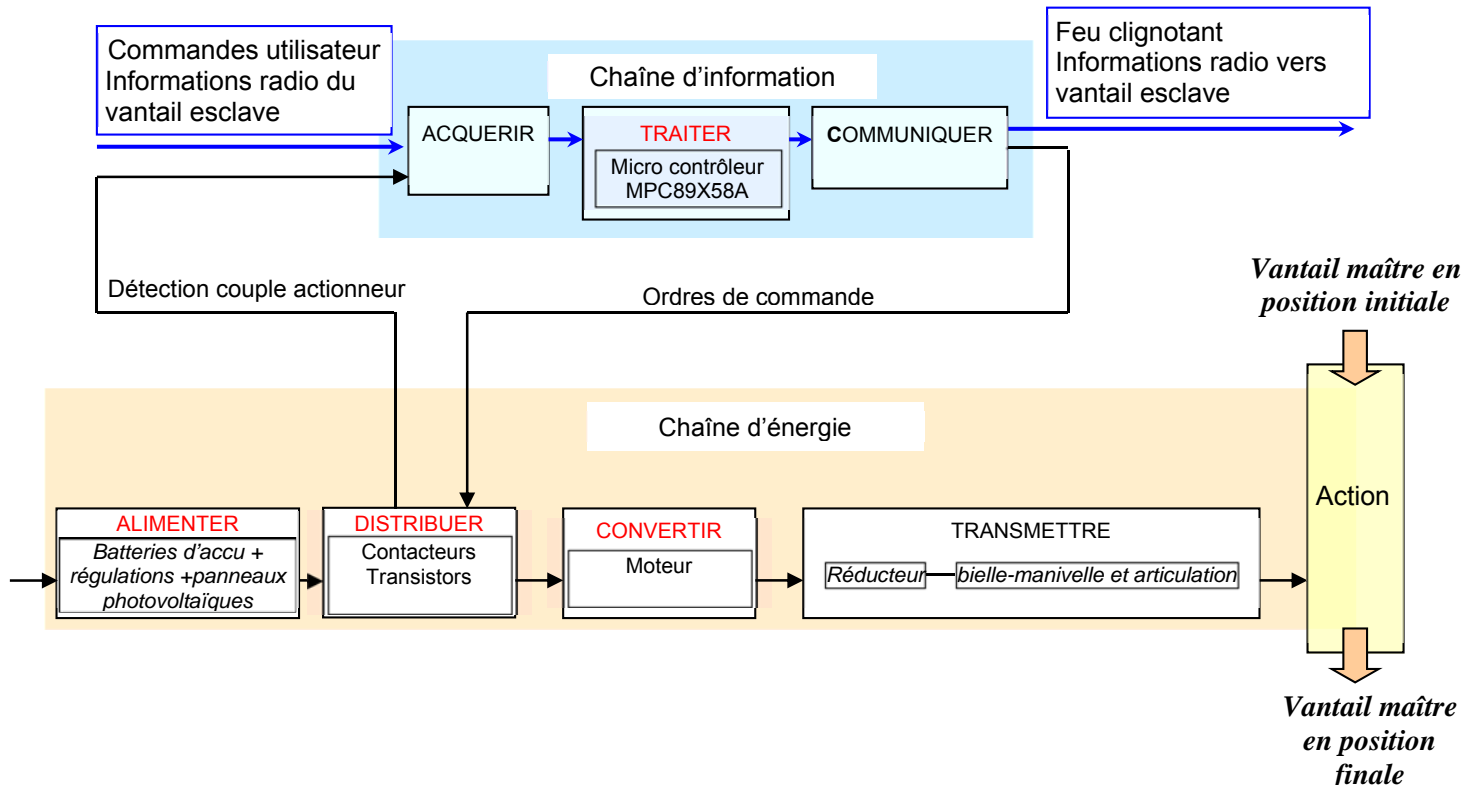 Commandes utilisateur
Informations radio du
vantail esclave
Chaîne d'information
Feu clignotant
Informations radio vers
vantail esclave
ACQUERIR
TRAITER
Micro contrôleur
MPC89X58A
COMMUNIQUER
Détection couple actionneur
Ordres de commande
Vantail maître en
position initiale
Chaîne d'énergie
Action
ALIMENTER
Batteries d'accu +
régulations +panneaux
photovoltaïques
DISTRIBUER
Contacteurs
Transistors
CONVERTIR
Moteur
TRANSMETTRE
Réducteur
bielle-manivelle et articulation
Vantail maître
en position
finale